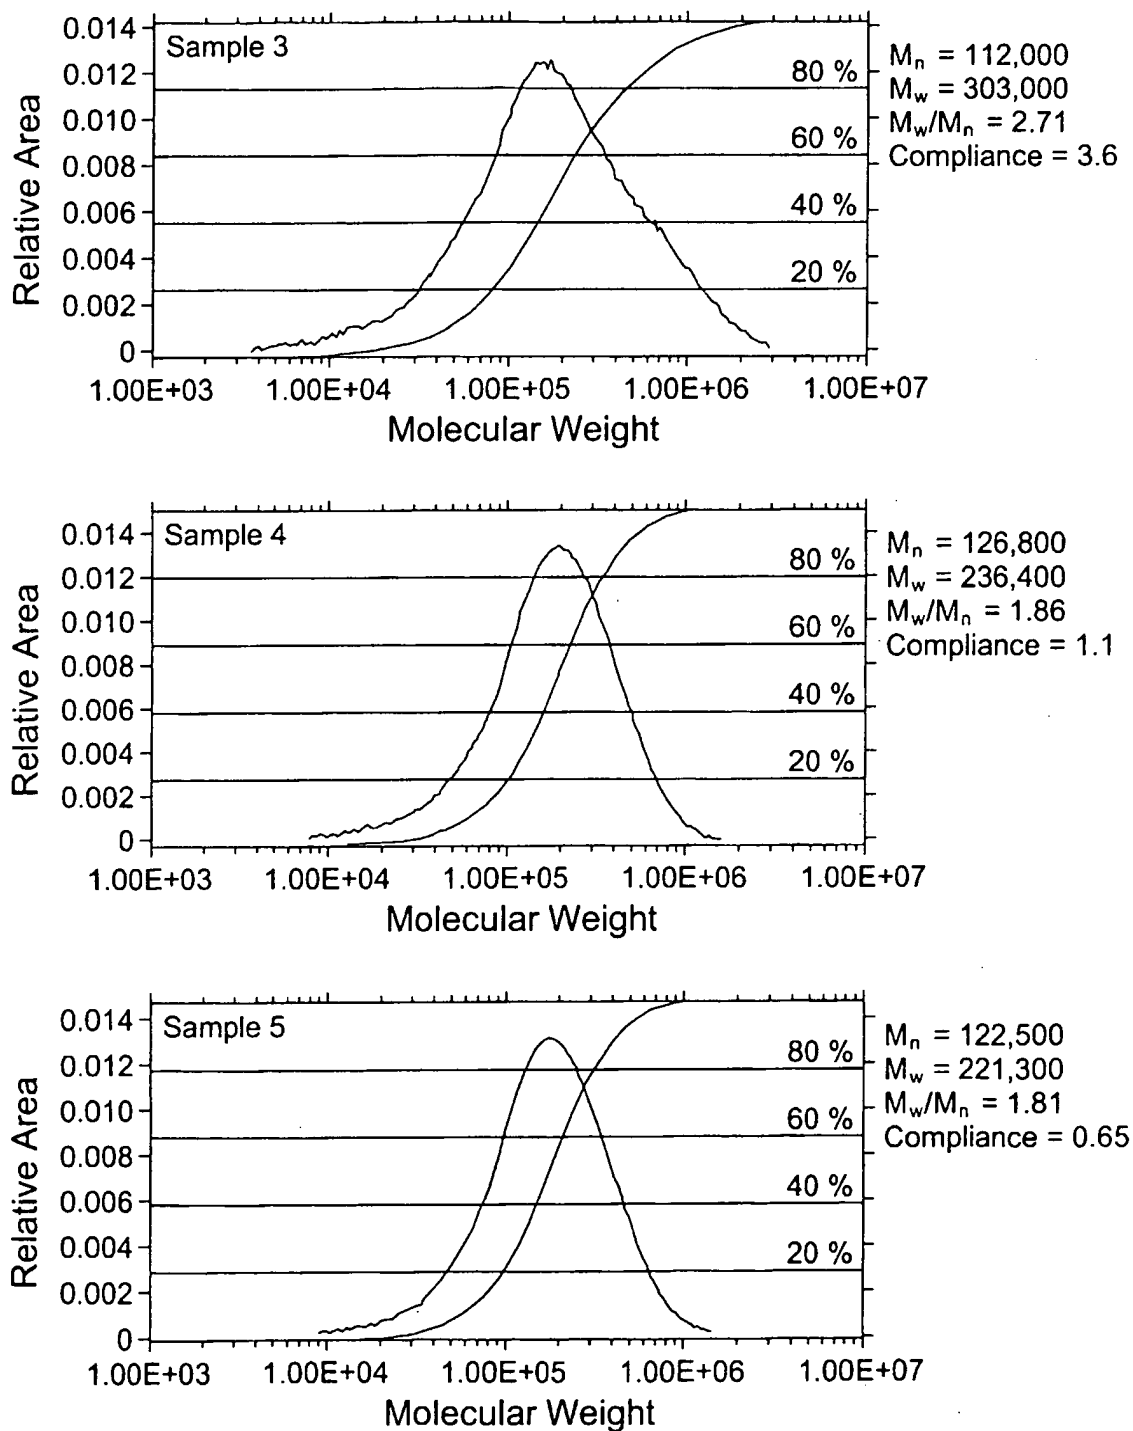 Sample 3
Relative Area
0.014
0.012
0.010
0.008
0.006
0.004
0.002
0
80 %
60 %
40 %
20 %
1.00E+03 1.00E+04 1.00E+05 1.00E+06 1.00E+07
Molecular Weight
Mₙ = 112,000
M_w = 303,000
M_w/Mₙ = 2.71
Compliance = 3.6
Sample 4
Relative Area
0.014
0.012
0.010
0.008
0.006
0.004
0.002
0
80 %
60 %
40 %
20 %
1.00E+03 1.00E+04 1.00E+05 1.00E+06 1.00E+07
Molecular Weight
Mₙ = 126,800
M_w = 236,400
M_w/Mₙ = 1.86
Compliance = 1.1
Sample 5
Relative Area
0.014
0.012
0.010
0.008
0.006
0.004
0.002
0
80 %
60 %
40 %
20 %
1.00E+03 1.00E+04 1.00E+05 1.00E+06 1.00E+07
Molecular Weight
Mₙ = 122,500
M_w = 221,300
M_w/Mₙ = 1.81
Compliance = 0.65